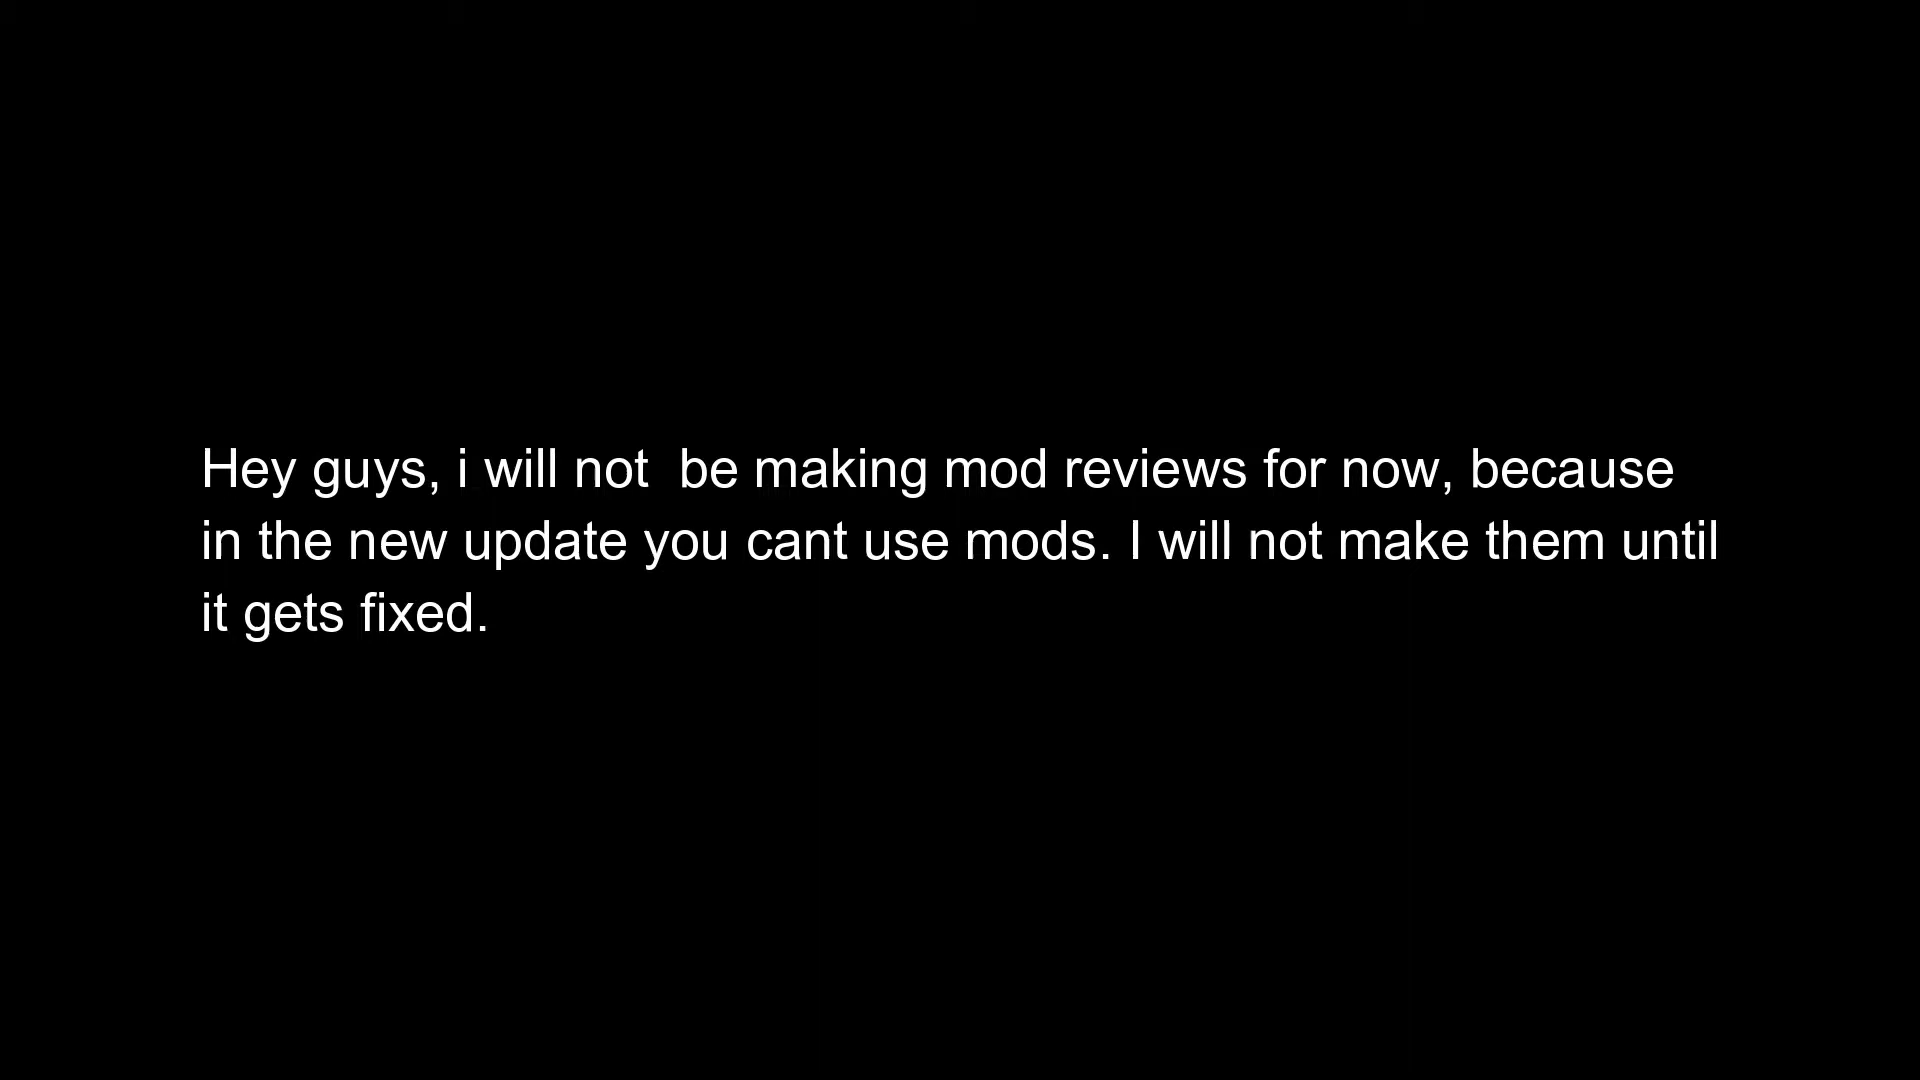 Hey guys, i will not  be making mod reviews for now, because
in the new update you cant use mods. I will not make them until
it gets fixed.